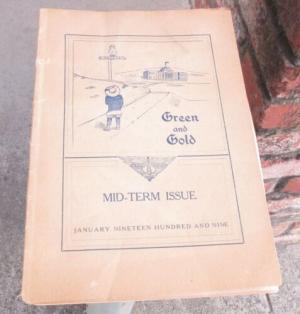 Green
and
Gold
MID-TERM ISSUE
JANUARY NINETEEN HUNDRED AND NINE